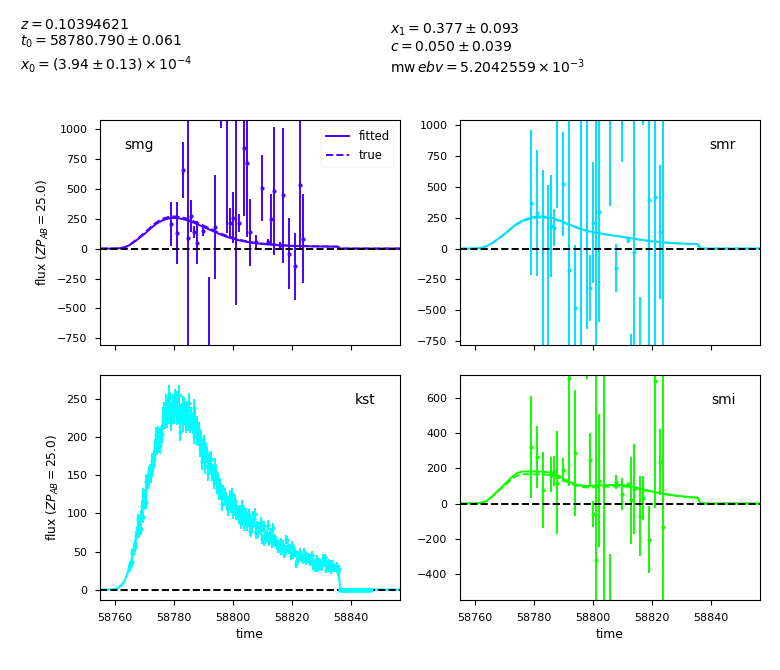 z = 0.10394621
t₀ = 58780.790 ± 0.061
x₀ = (3.94 ± 0.13) × 10⁻⁴
x₁ = 0.377 ± 0.093
c = 0.050 ± 0.039
mw ebv = 5.2042559 × 10⁻³
smg
fitted
true
1000
750
500
250
0
−250
−500
−750
flux (ZP_AB = 25.0)
smr
1000
750
500
250
0
−250
−500
−750
kst
250
200
150
100
50
0
flux (ZP_AB = 25.0)
58760 58780 58800 58820 58840
time
smi
600
400
200
0
−200
−400
58760 58780 58800 58820 58840
time